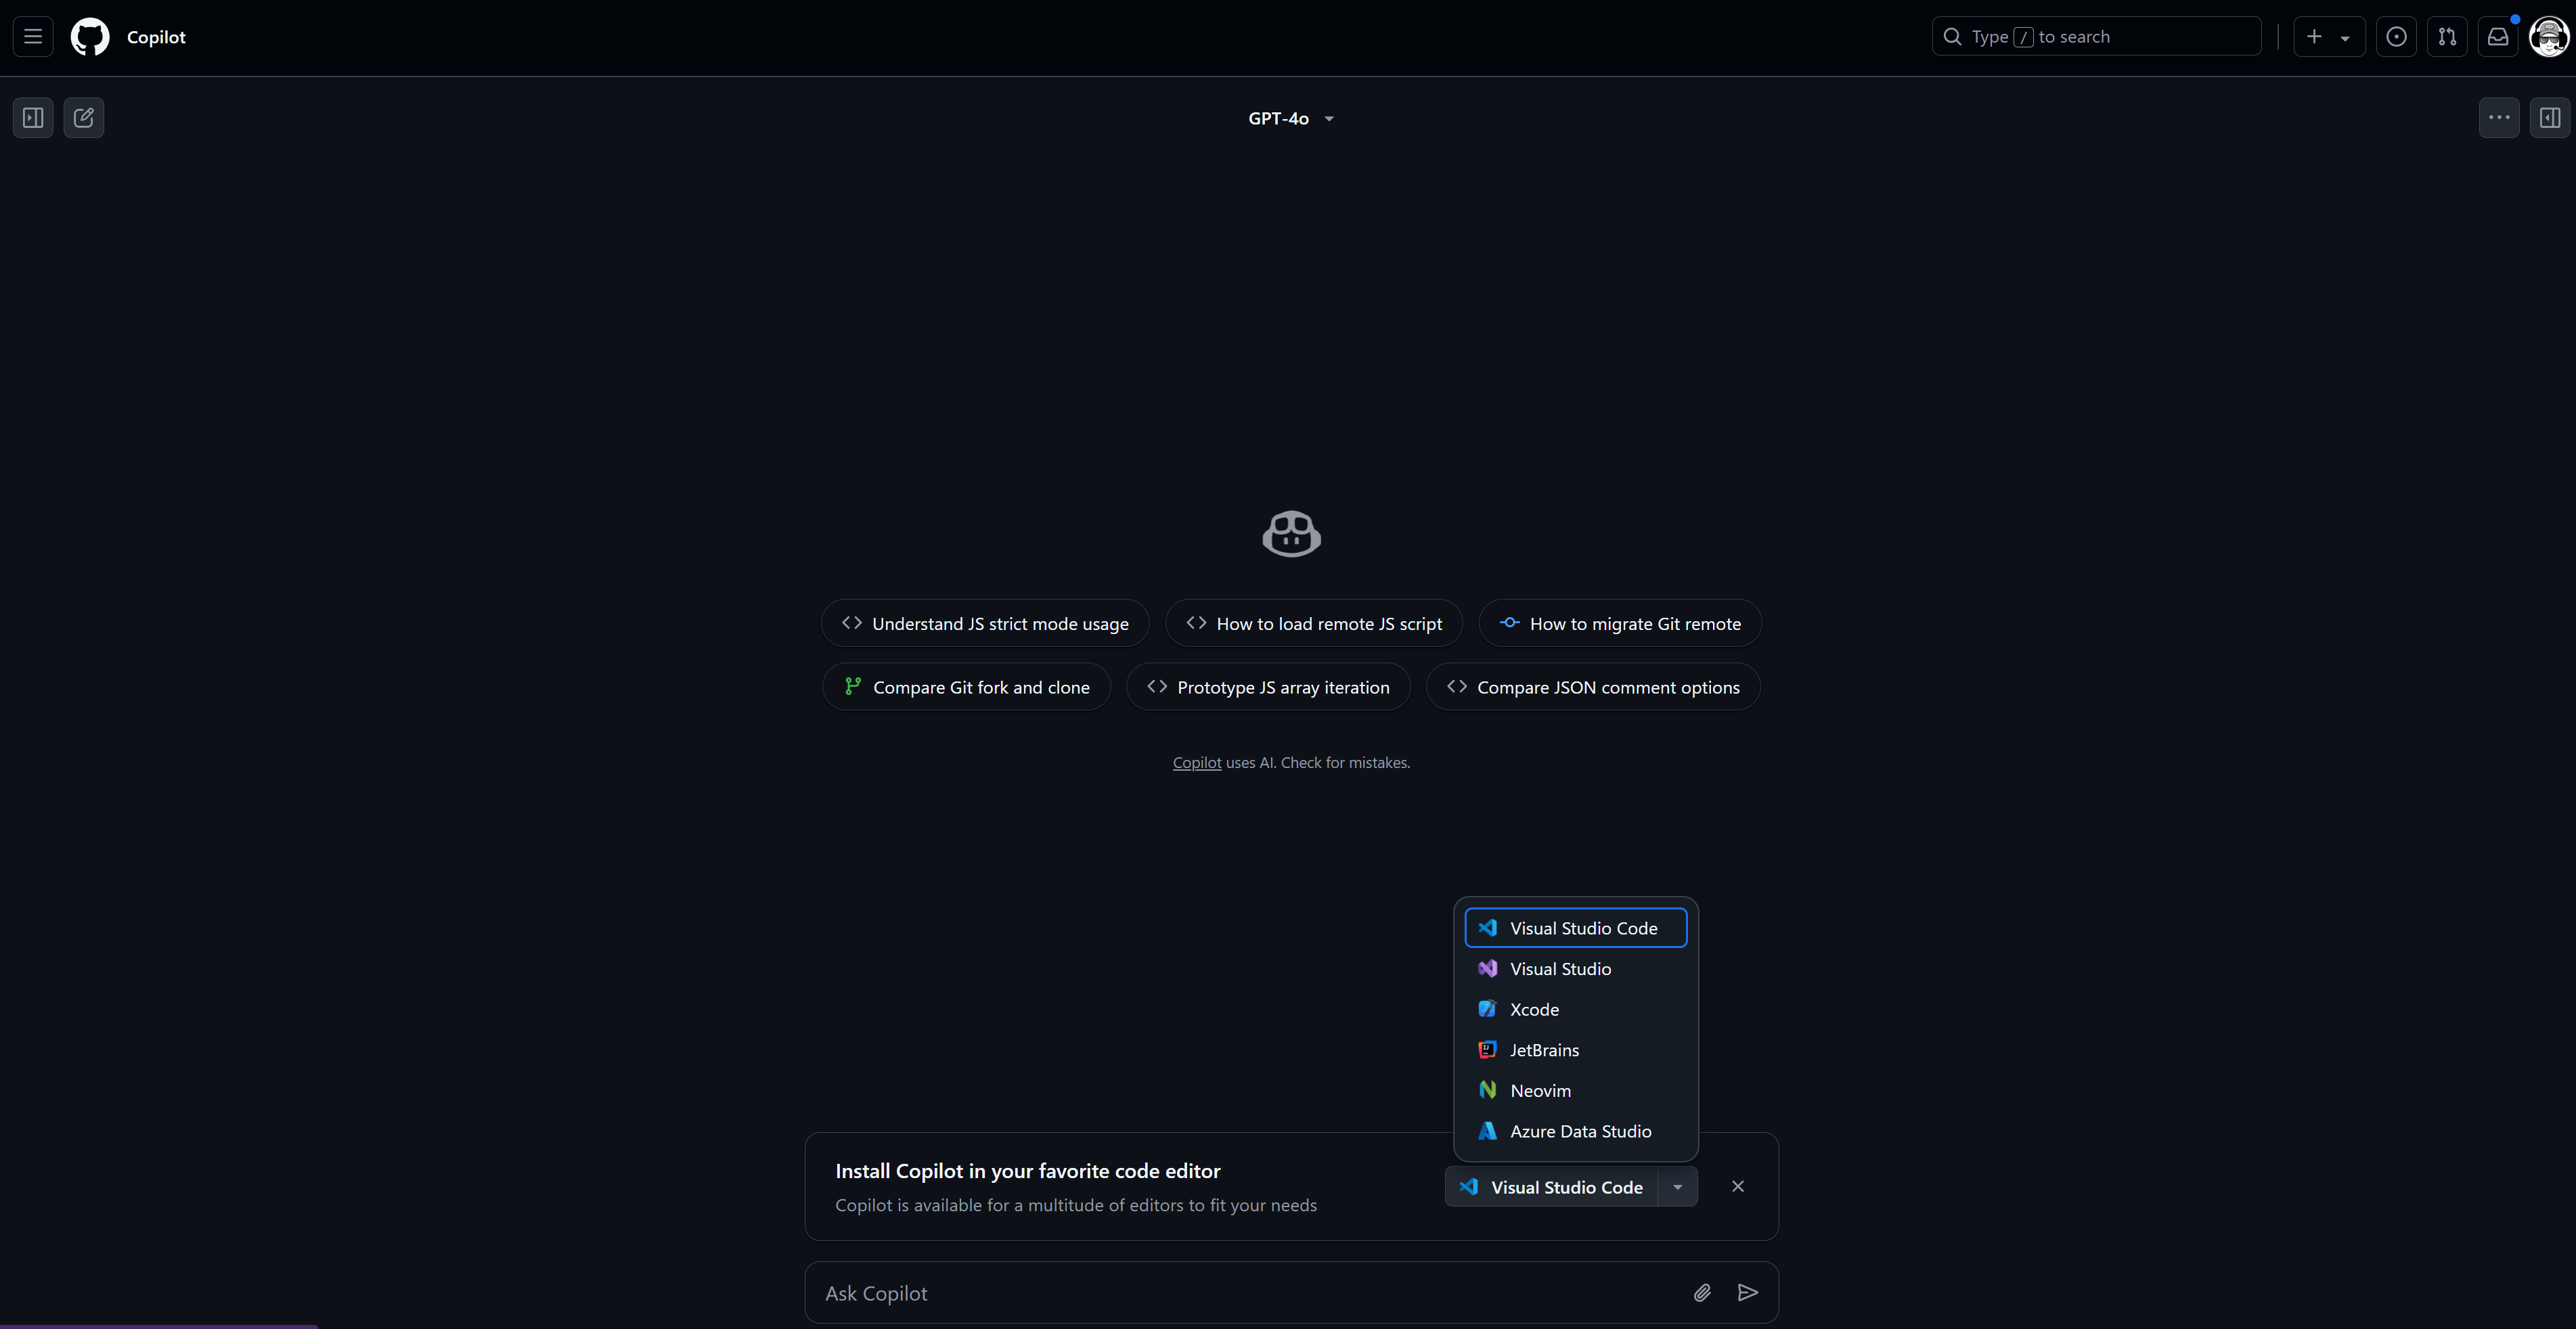 Copilot
Type / to search
GPT-4o
Understand JS strict mode usage
How to load remote JS script
How to migrate Git remote
Compare Git fork and clone
Prototype JS array iteration
Compare JSON comment options
Copilot uses AI. Check for mistakes.
Visual Studio Code
Visual Studio
Xcode
JetBrains
Neovim
Azure Data Studio
Install Copilot in your favorite code editor
Copilot is available for a multitude of editors to fit your needs
Visual Studio Code
Ask Copilot